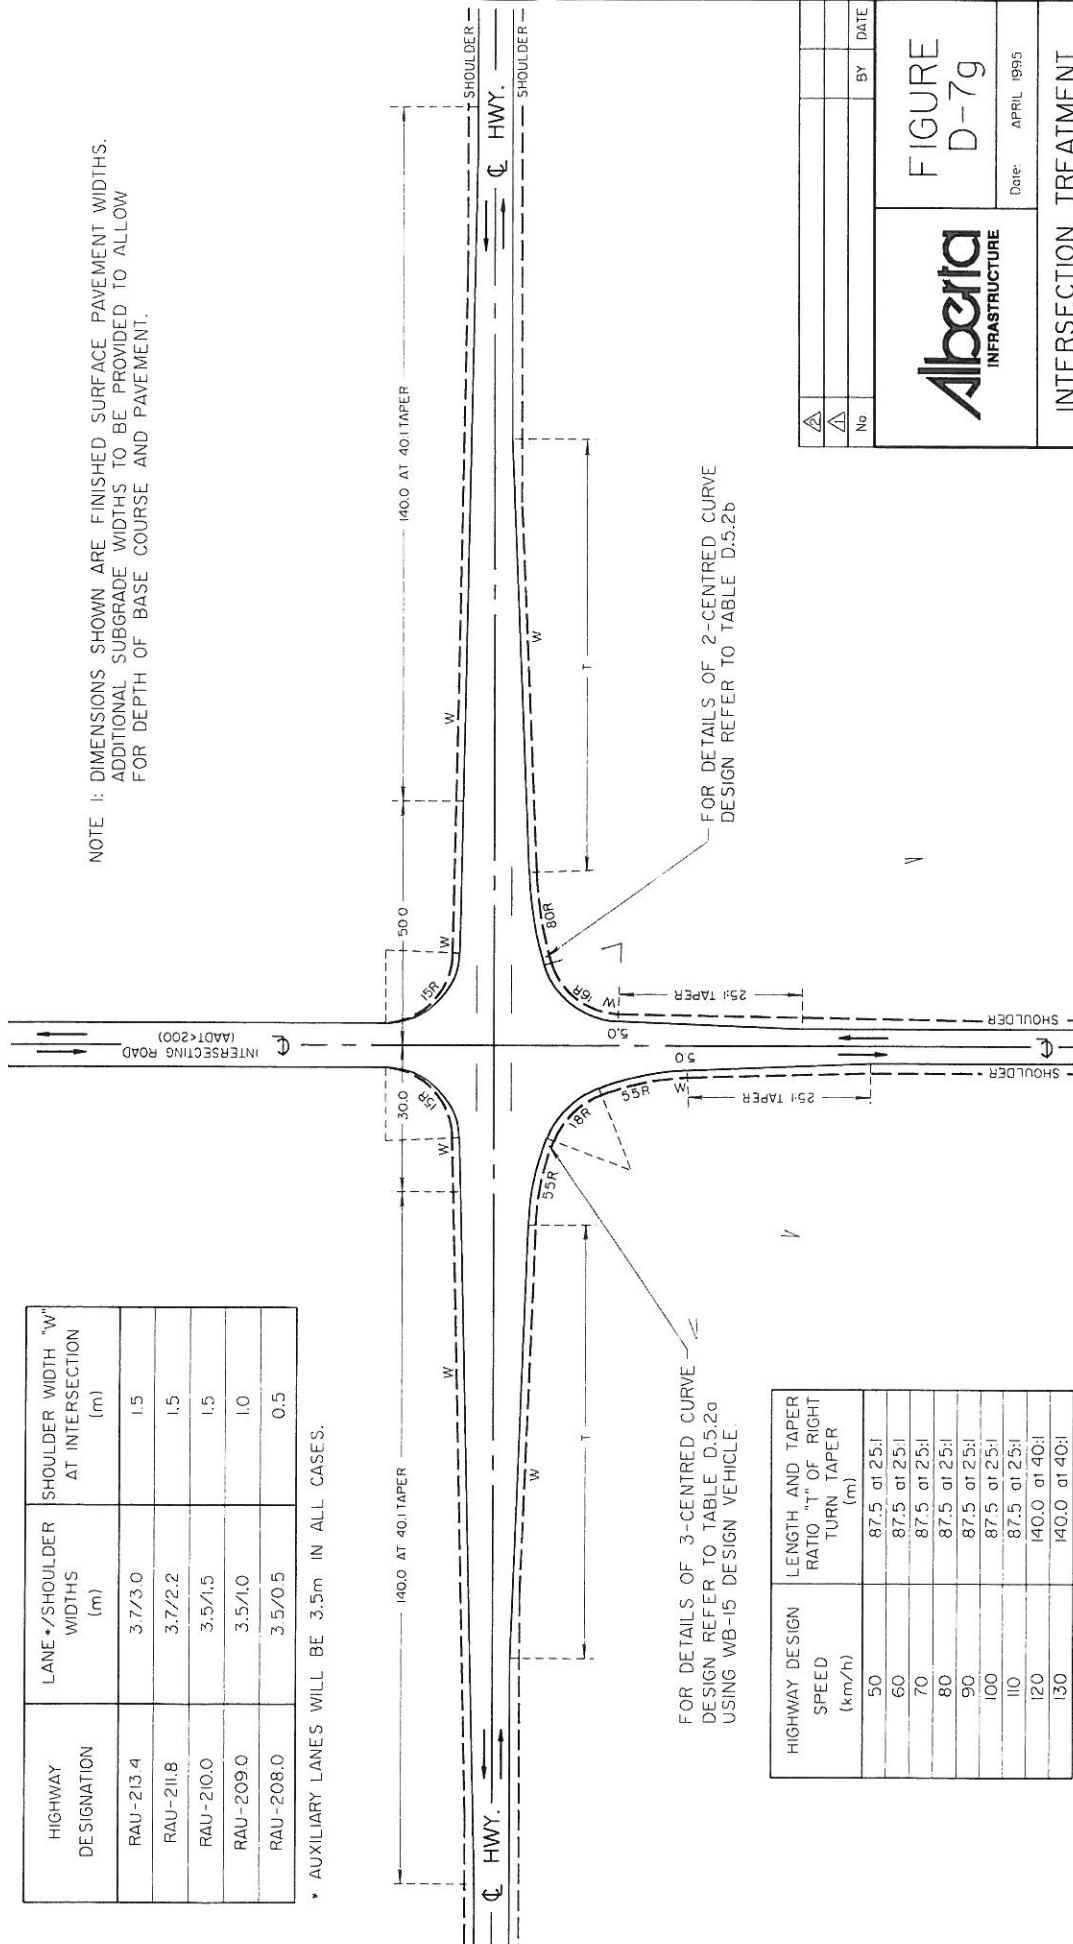 NOTE 1: DIMENSIONS SHOWN ARE FINISHED SURFACE PAVEMENT WIDTHS.
ADDITIONAL SUBGRADE WIDTHS TO BE PROVIDED TO ALLOW
FOR DEPTH OF BASE COURSE AND PAVEMENT.
HIGHWAY DESIGNATION
LANE*/SHOULDER WIDTHS (m)
SHOULDER WIDTH "W" AT INTERSECTION (m)
RAU-213.4 3.7/3.0 1.5
RAU-211.8 3.7/2.2 1.5
RAU-210.0 3.5/1.5 1.5
RAU-209.0 3.5/1.0 1.0
RAU-208.0 3.5/0.5 0.5
* AUXILIARY LANES WILL BE 3.5m IN ALL CASES.
INTERSECTING ROAD
(AADT<200)
℄
140.0 AT 40:1 TAPER
30.0
50.0
140.0 AT 40:1 TAPER
SHOULDER
SHOULDER
℄ HWY.
℄ HWY.
W
W
15R
15R
W
W
W
T
55R
18R
55R
W
5.0
5.0
W
16R
80R
W
T
25:1 TAPER
25:1 TAPER
SHOULDER
SHOULDER
℄
FOR DETAILS OF 3-CENTRED CURVE
DESIGN REFER TO TABLE D.5.2a
USING WB-15 DESIGN VEHICLE
FOR DETAILS OF 2-CENTRED CURVE
DESIGN REFER TO TABLE D.5.2b
HIGHWAY DESIGN SPEED (km/h)
LENGTH AND TAPER RATIO "T" OF RIGHT TURN TAPER (m)
50 87.5 at 25:1
60 87.5 at 25:1
70 87.5 at 25:1
80 87.5 at 25:1
90 87.5 at 25:1
100 87.5 at 25:1
110 87.5 at 25:1
120 140.0 at 40:1
130 140.0 at 40:1
2
1
No. BY DATE
Alberta
INFRASTRUCTURE
FIGURE
D-7g
Date: APRIL 1995
INTERSECTION TREATMENT